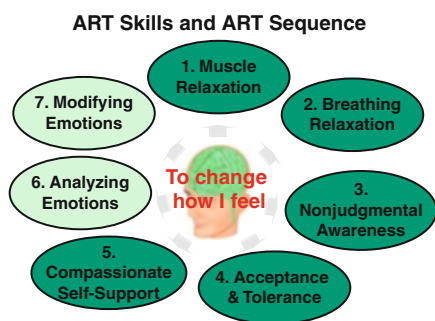 ART Skills and ART Sequence
1. Muscle
Relaxation
2. Breathing
Relaxation
3.
Nonjudgmental
Awareness
4. Acceptance
& Tolerance
5.
Compassionate
Self-Support
6. Analyzing
Emotions
7. Modifying
Emotions
To change
how I feel